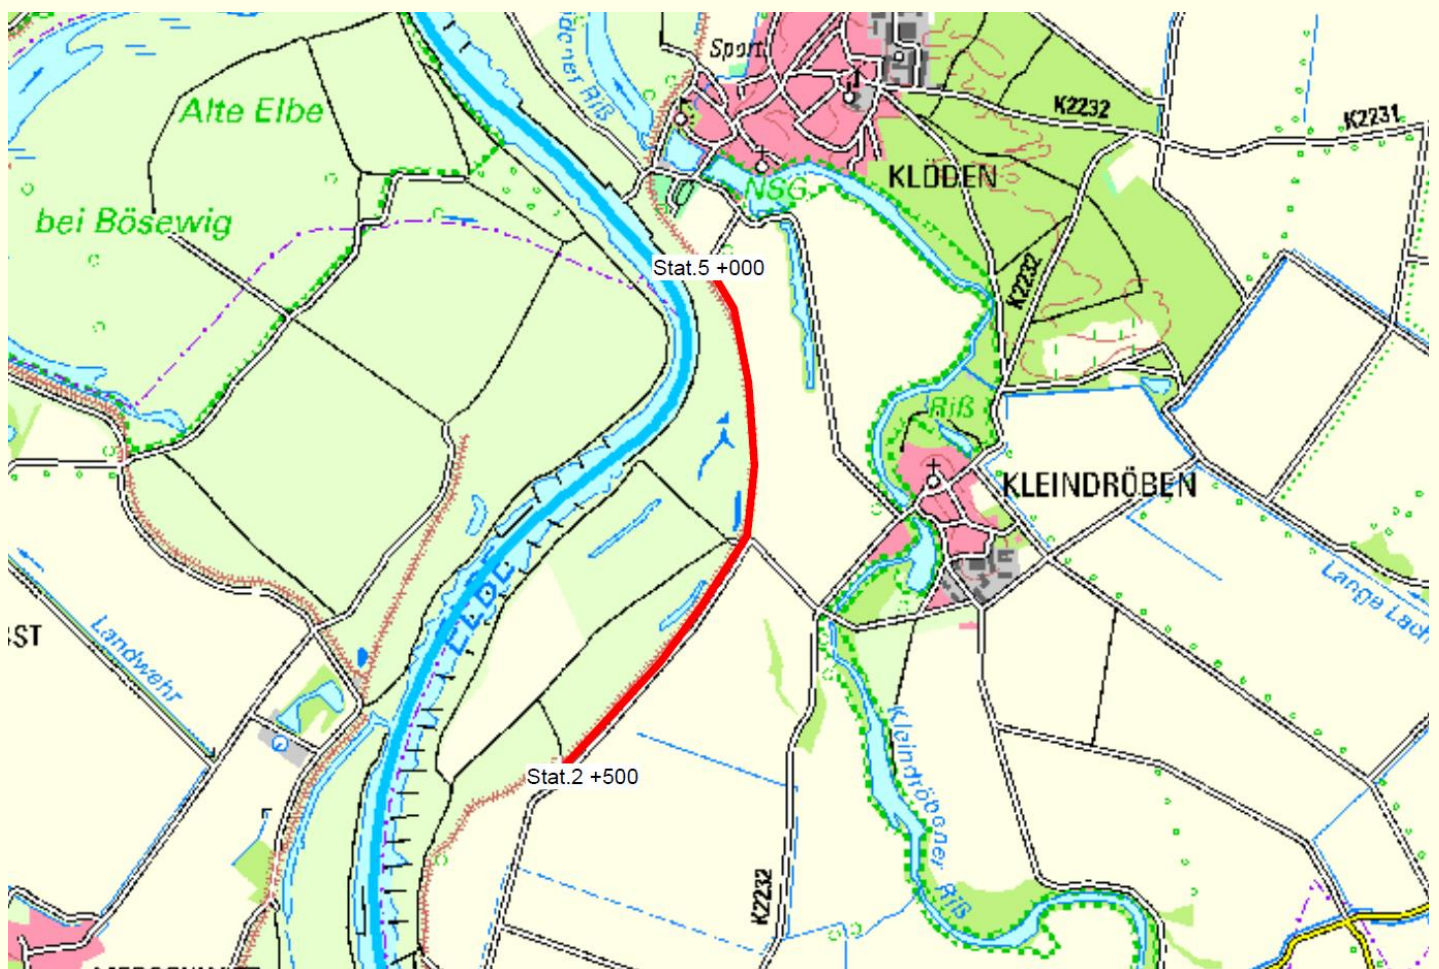 Sport
K2232
K2231
Alte Elbe
KLÖDEN
NSG
bei Bösewig
K2232
Stat.5 +000
Riß
KLEINDRÖBEN
ELBE
Lange Lach
Landwehr
Stat.2 +500
Kleindröbener Riß
K2232